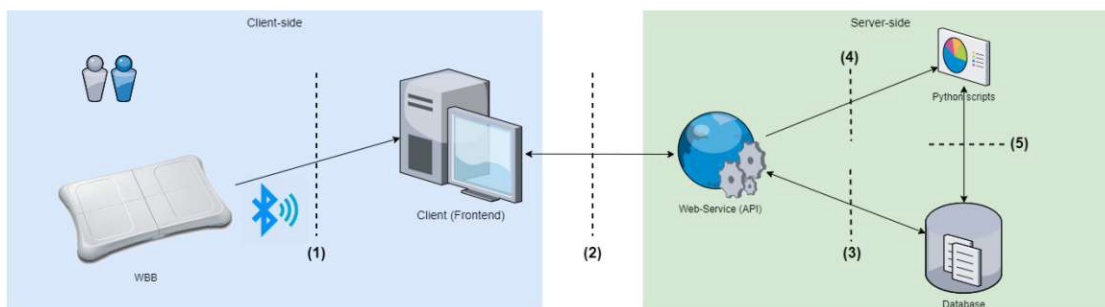 Client-side
Server-side
(4)
Python scripts
(5)
Client (Frontend)
Web-Service (API)
(1)
(2)
(3)
WBB
Database